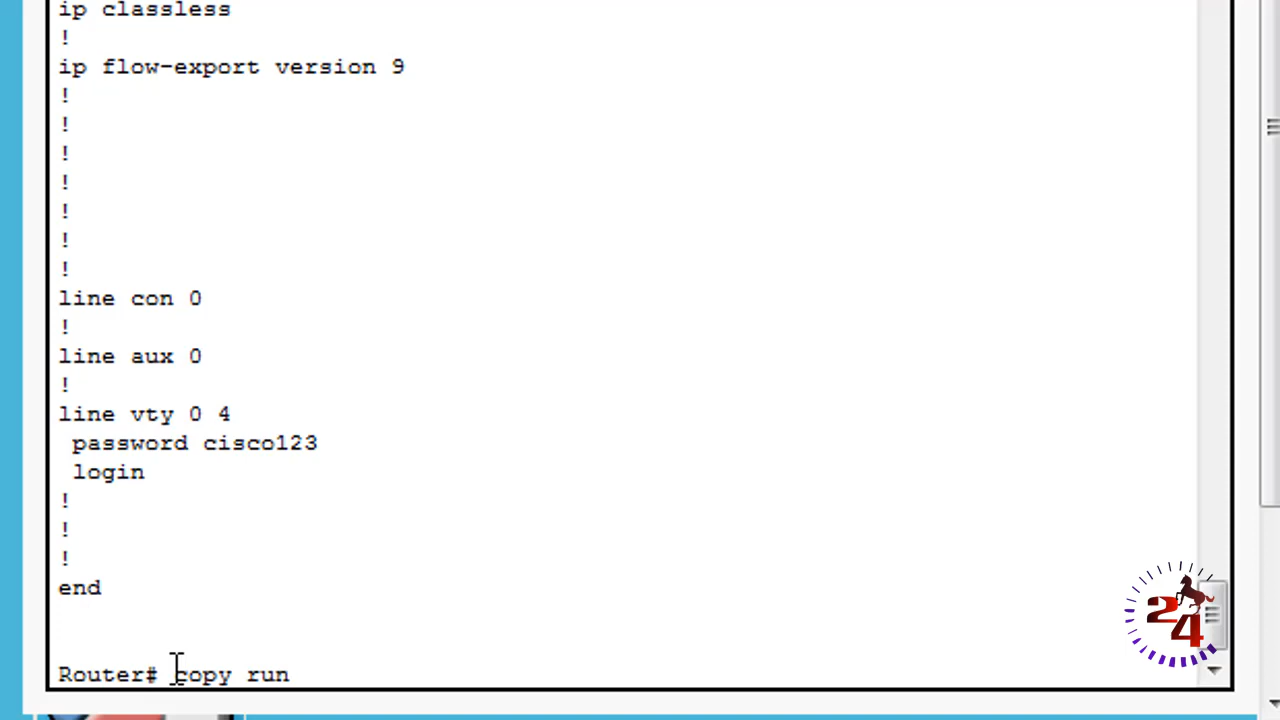 ip classless
!
ip flow-export version 9
!
!
!
!
!
!
!
line con 0
!
line aux 0
!
line vty 0 4
password cisco123
login
!
!
!
end
Router# copy run
24